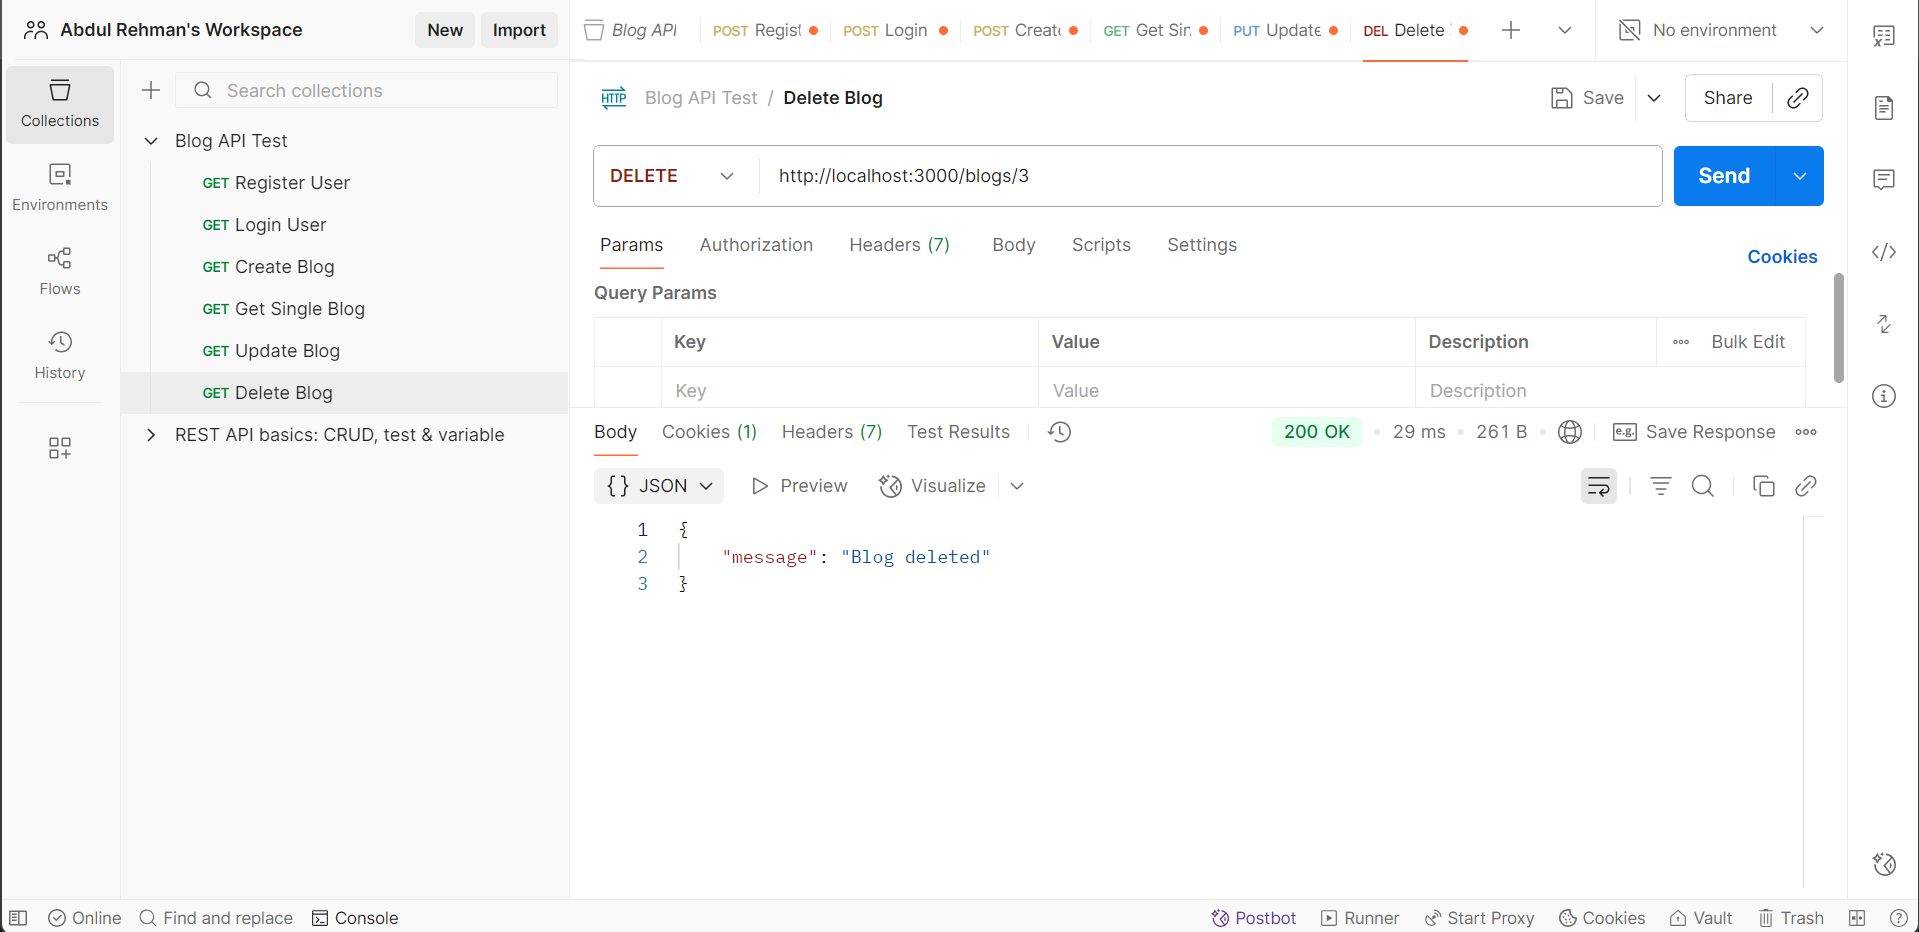 Abdul Rehman's Workspace
New
Import
Blog API
POST Regist
POST Login
POST Create
GET Get Sin
PUT Update
DEL Delete
No environment
Collections
Environments
Flows
History
Search collections
Blog API Test
GET Register User
GET Login User
GET Create Blog
GET Get Single Blog
GET Update Blog
GET Delete Blog
REST API basics: CRUD, test & variable
HTTP
Blog API Test / Delete Blog
Save
Share
DELETE
http://localhost:3000/blogs/3
Send
Params
Authorization
Headers (7)
Body
Scripts
Settings
Cookies
Query Params
Key
Value
Description
Bulk Edit
Key
Value
Description
Body
Cookies (1)
Headers (7)
Test Results
200 OK
29 ms
261 B
e.g. Save Response
{} JSON
Preview
Visualize
1 {
2 "message": "Blog deleted"
3 }
Online
Find and replace
Console
Postbot
Runner
Start Proxy
Cookies
Vault
Trash